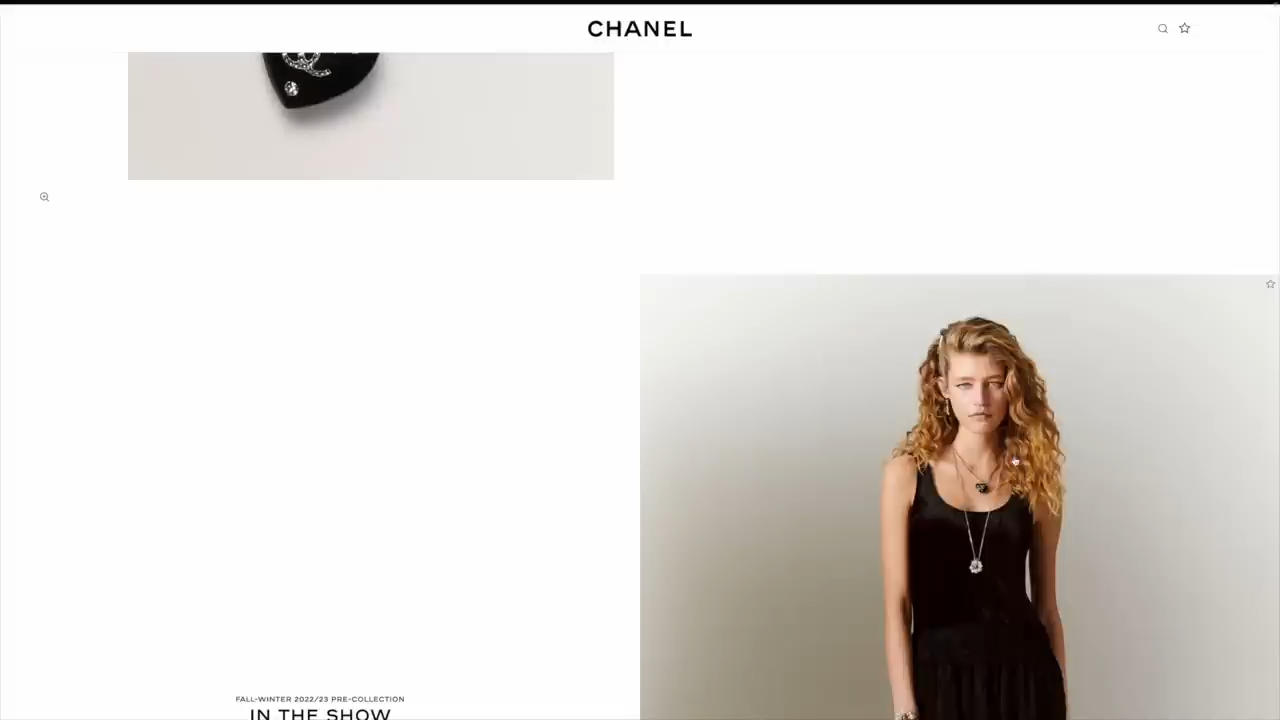 CHANEL
FALL-WINTER 2022/23 PRE-COLLECTION
IN THE SHOW